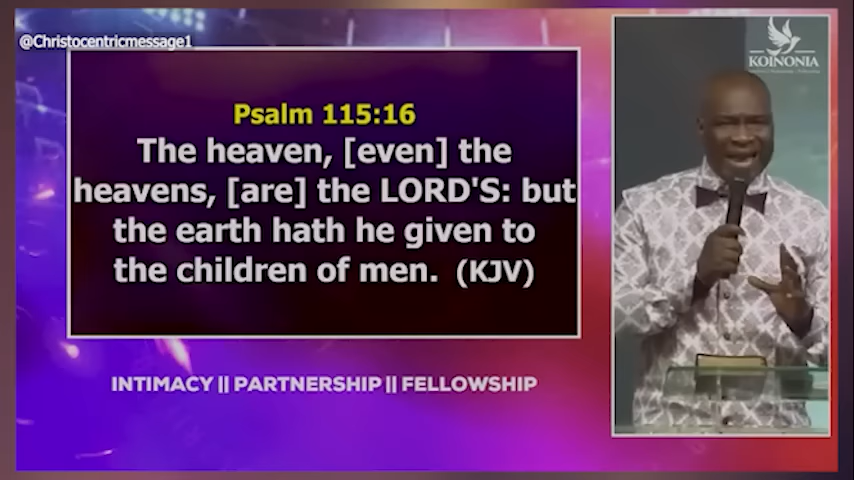 @Christocentricmessage1
Psalm 115:16
The heaven, [even] the
heavens, [are] the LORD'S: but
the earth hath he given to
the children of men. (KJV)
INTIMACY || PARTNERSHIP || FELLOWSHIP
KOINONIA